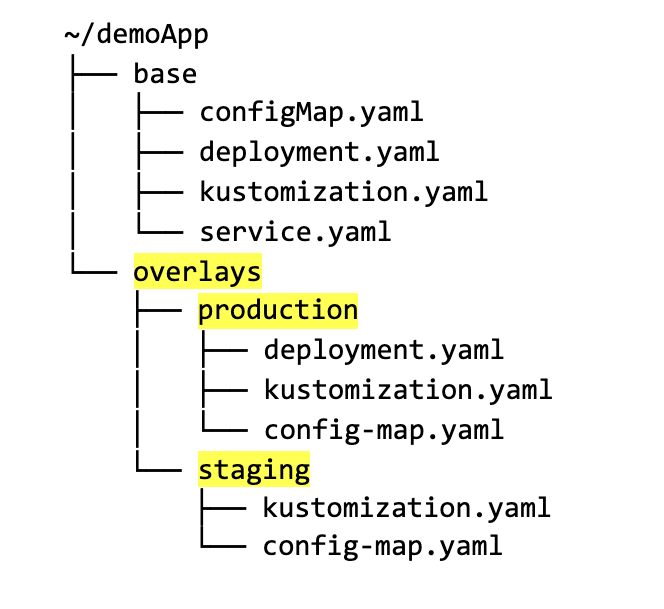 ~/demoApp
├── base
│   ├── configMap.yaml
│   ├── deployment.yaml
│   ├── kustomization.yaml
│   └── service.yaml
└── overlays
    ├── production
    │   ├── deployment.yaml
    │   ├── kustomization.yaml
    │   └── config-map.yaml
    └── staging
        ├── kustomization.yaml
        └── config-map.yaml